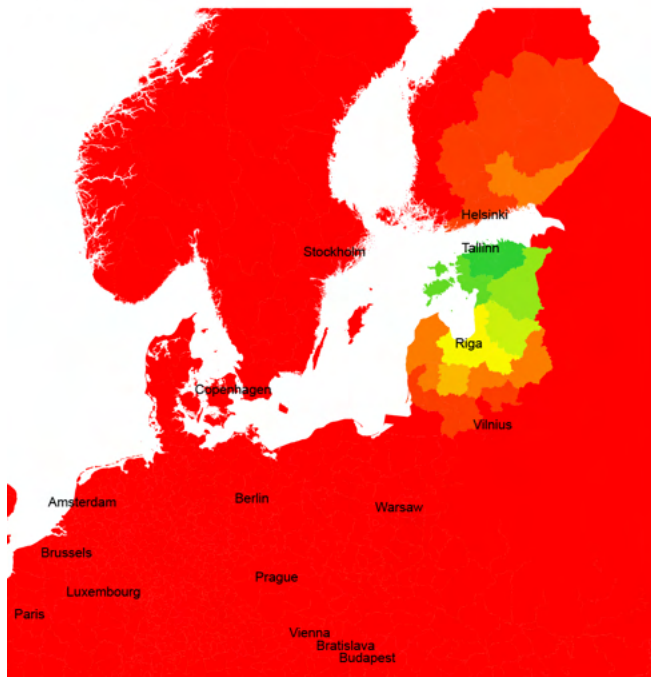 Helsinki
Stockholm
Tallinn
Riga
Copenhagen
Vilnius
Amsterdam
Berlin
Warsaw
Brussels
Prague
Luxembourg
Paris
Vienna
Bratislava
Budapest